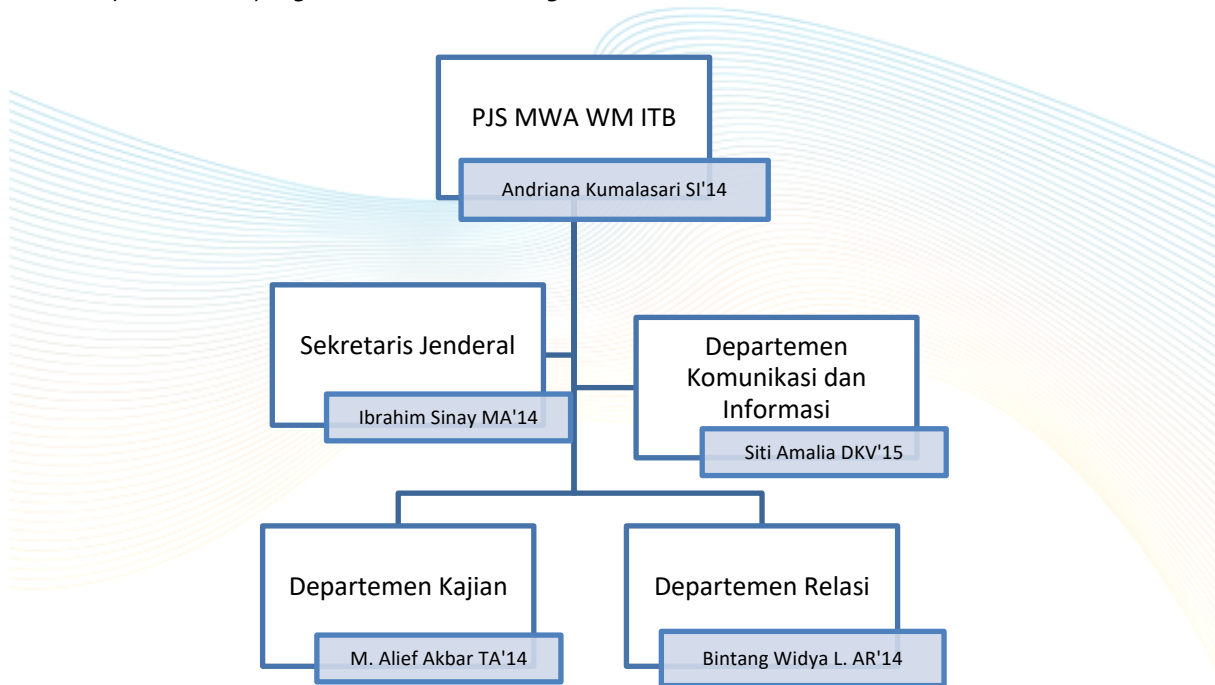 PJS MWA WM ITB
Andriana Kumalasari SI'14
Sekretaris Jenderal
Ibrahim Sinay MA'14
Departemen
Komunikasi dan
Informasi
Siti Amalia DKV'15
Departemen Kajian
M. Alief Akbar TA'14
Departemen Relasi
Bintang Widya L. AR'14